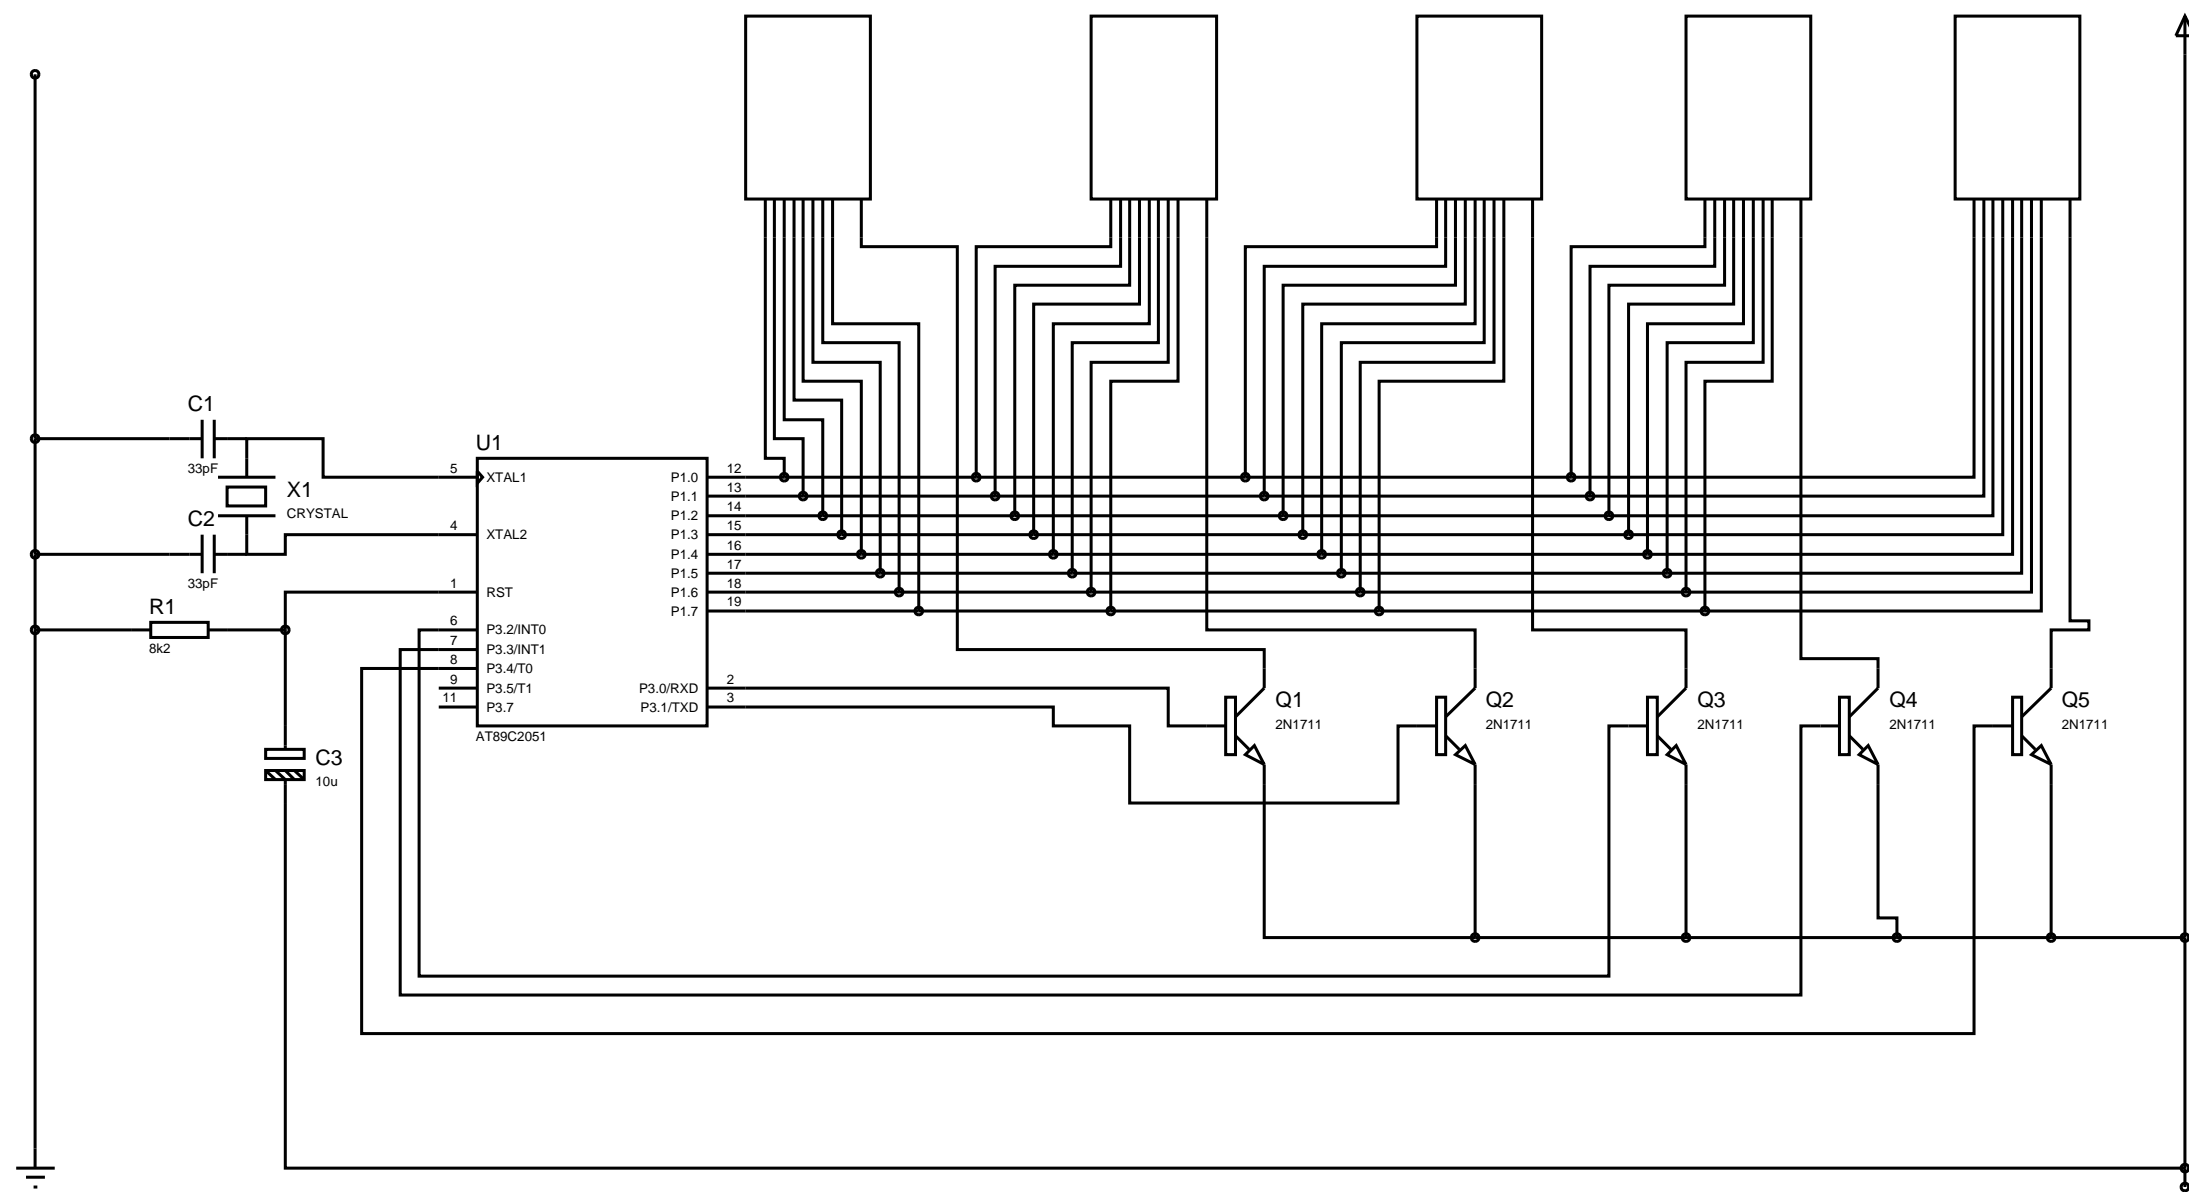 C1
33pF
X1
CRYSTAL
C2
33pF
R1
8k2
C3
10u
U1
5 XTAL1
4 XTAL2
1 RST
6 P3.2/INT0
7 P3.3/INT1
8 P3.4/T0
9 P3.5/T1
11 P3.7
P1.0 12
P1.1 13
P1.2 14
P1.3 15
P1.4 16
P1.5 17
P1.6 18
P1.7 19
P3.0/RXD 2
P3.1/TXD 3
AT89C2051
Q1
2N1711
Q2
2N1711
Q3
2N1711
Q4
2N1711
Q5
2N1711